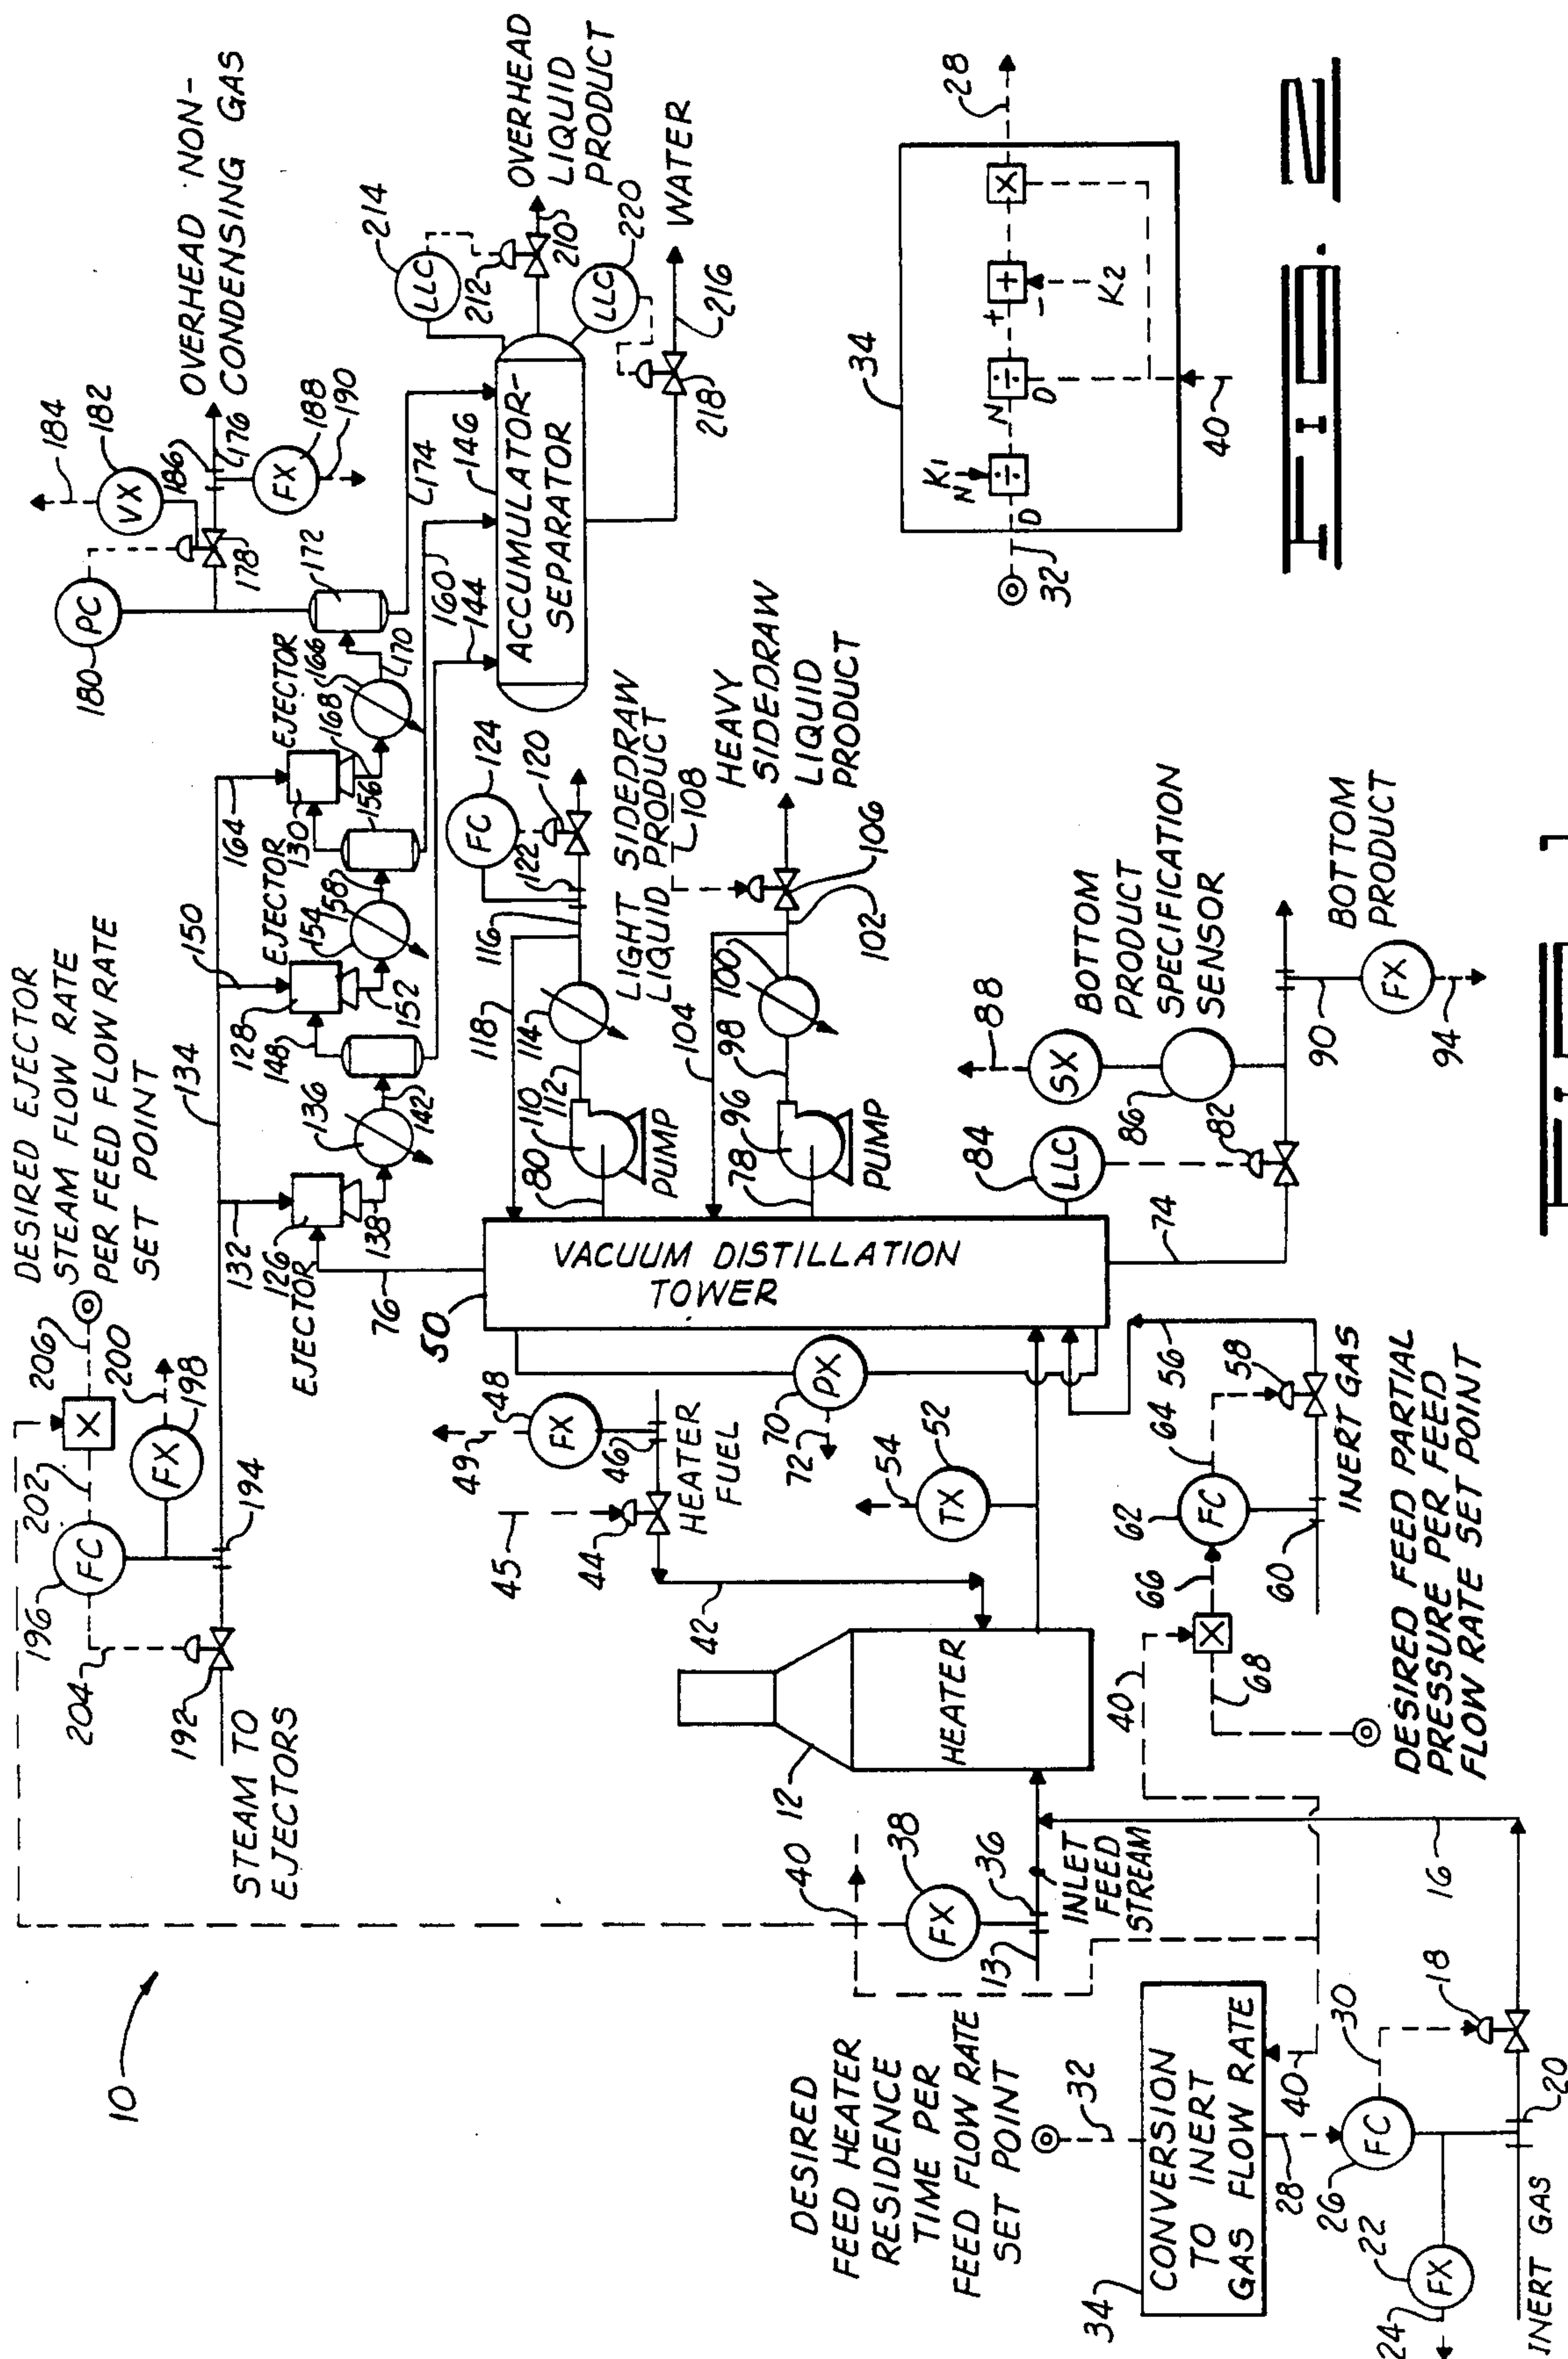 10
DESIRED EJECTOR
STEAM FLOW RATE
PER FEED FLOW RATE
SET POINT
206
200
202
196
FC
X
FX
198
204
192
194
STEAM TO
EJECTORS
134
132
126
EJECTOR
138
76
136
142
150
148
128
EJECTOR
152
154
158
164
130
EJECTOR
156
168
166
170
172
180
PC
178
VX
182
184
186
176
OVERHEAD NON-
CONDENSING GAS
FX
188
190
174
160
144
146
ACCUMULATOR-
SEPARATOR
LLC
214
212
210
OVERHEAD
LIQUID
PRODUCT
LLC
220
218
216
WATER
50
VACUUM DISTILLATION
TOWER
118
80
110
112
PUMP
114
116
122
FC
124
120
LIGHT SIDEDRAW
LIQUID PRODUCT
104
78
96
98
PUMP
100
102
106
108
HEAVY
SIDEDRAW
LIQUID
PRODUCT
84
LLC
82
74
SX
88
86
BOTTOM
PRODUCT
SPECIFICATION
SENSOR
90
FX
94
BOTTOM
PRODUCT
45
44
49
48
FX
46
HEATER
FUEL
42
12
HEATER
70
PX
72
TX
54
52
40
38
FX
36
13
INLET
FEED
STREAM
40
68
X
66
62
FC
64
58
56
60
INERT GAS
DESIRED FEED PARTIAL
PRESSURE PER FEED
FLOW RATE SET POINT
DESIRED
FEED HEATER
RESIDENCE
TIME PER
FEED FLOW RATE
SET POINT
32
34
CONVERSION
TO INERT
GAS FLOW RATE
40
28
26
FC
30
18
16
24
FX
22
20
INERT GAS
34
32
D
N
K1
÷
N
÷
D
+
+
-
K2
X
28
40